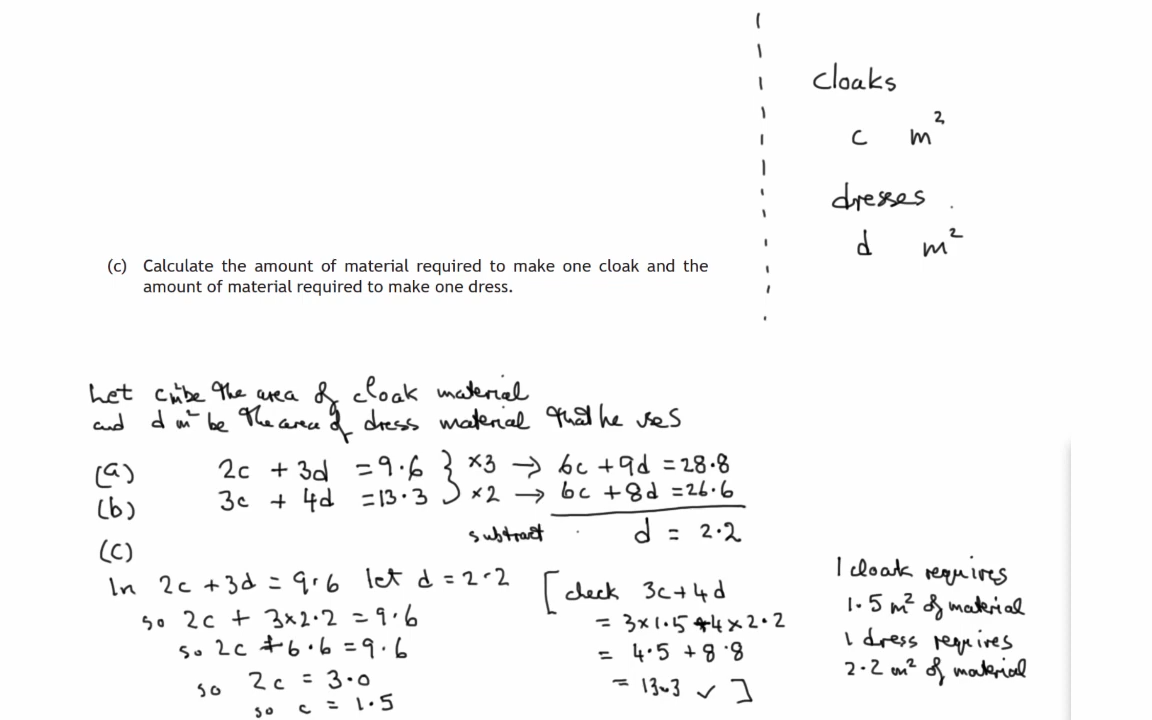 cloaks
c m²
dresses
d m²
(c) Calculate the amount of material required to make one cloak and the
amount of material required to make one dress.
Let c m² be the area of cloak material
and d m² be the area of dress material that he uses
(a) 2c + 3d = 9.6 } ×3 → 6c + 9d = 28.8
(b) 3c + 4d = 13.3 } ×2 → 6c + 8d = 26.6
subtract d = 2.2
(c)
In 2c + 3d = 9.6 let d = 2.2
so 2c + 3×2.2 = 9.6
so 2c + 6.6 = 9.6
so 2c = 3.0
so c = 1.5
[check 3c + 4d
= 3×1.5 + 4×2.2
= 4.5 + 8.8
= 13.3 ✓ ]
1 cloak requires
1.5 m² of material
1 dress requires
2.2 m² of material